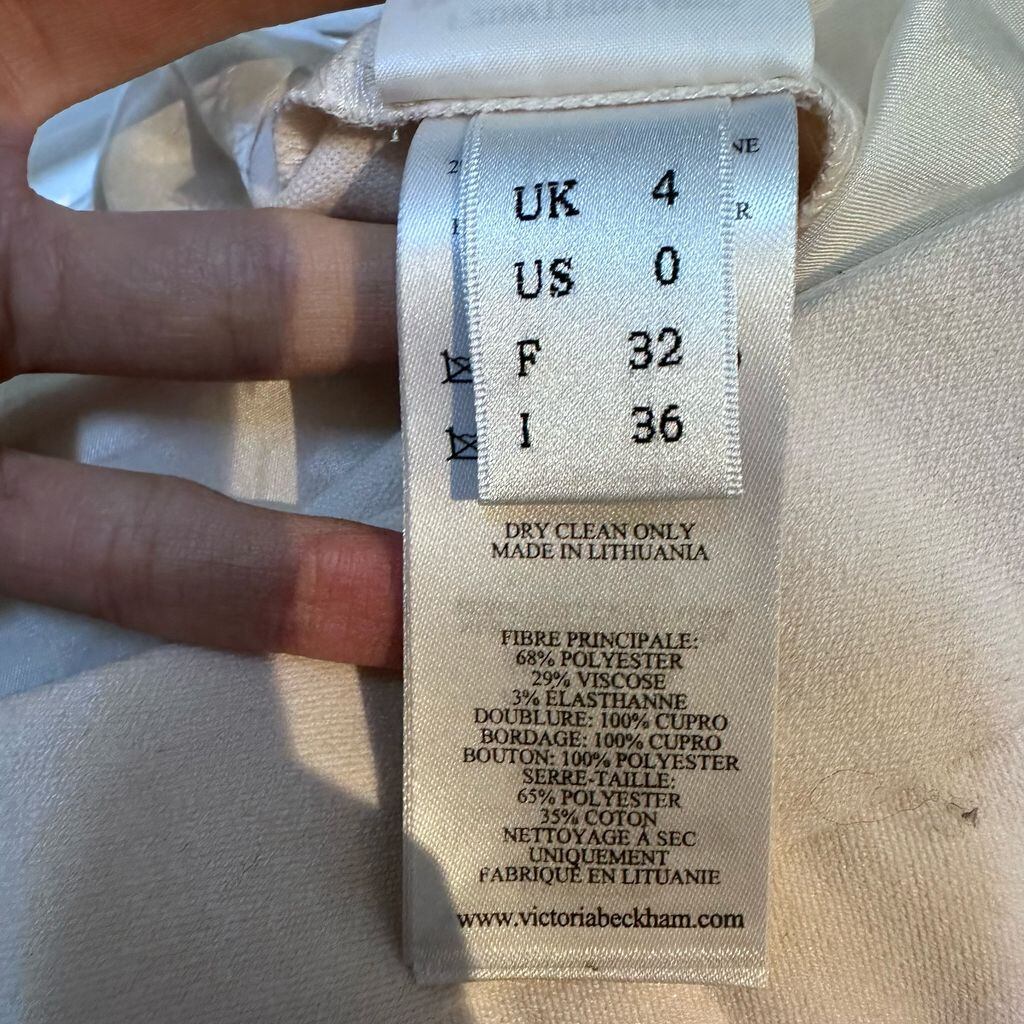 UK 4
US 0
F 32
I 36
DRY CLEAN ONLY
MADE IN LITHUANIA
FIBRE PRINCIPALE:
68% POLYESTER
29% VISCOSE
3% ÉLASTHANNE
DOUBLURE: 100% CUPRO
BORDAGE: 100% CUPRO
BOUTON: 100% POLYESTER
SERRE-TAILLE:
65% POLYESTER
35% COTON
NETTOYAGE À SEC
UNIQUEMENT
FABRIQUÉ EN LITUANIE
www.victoriabeckham.com